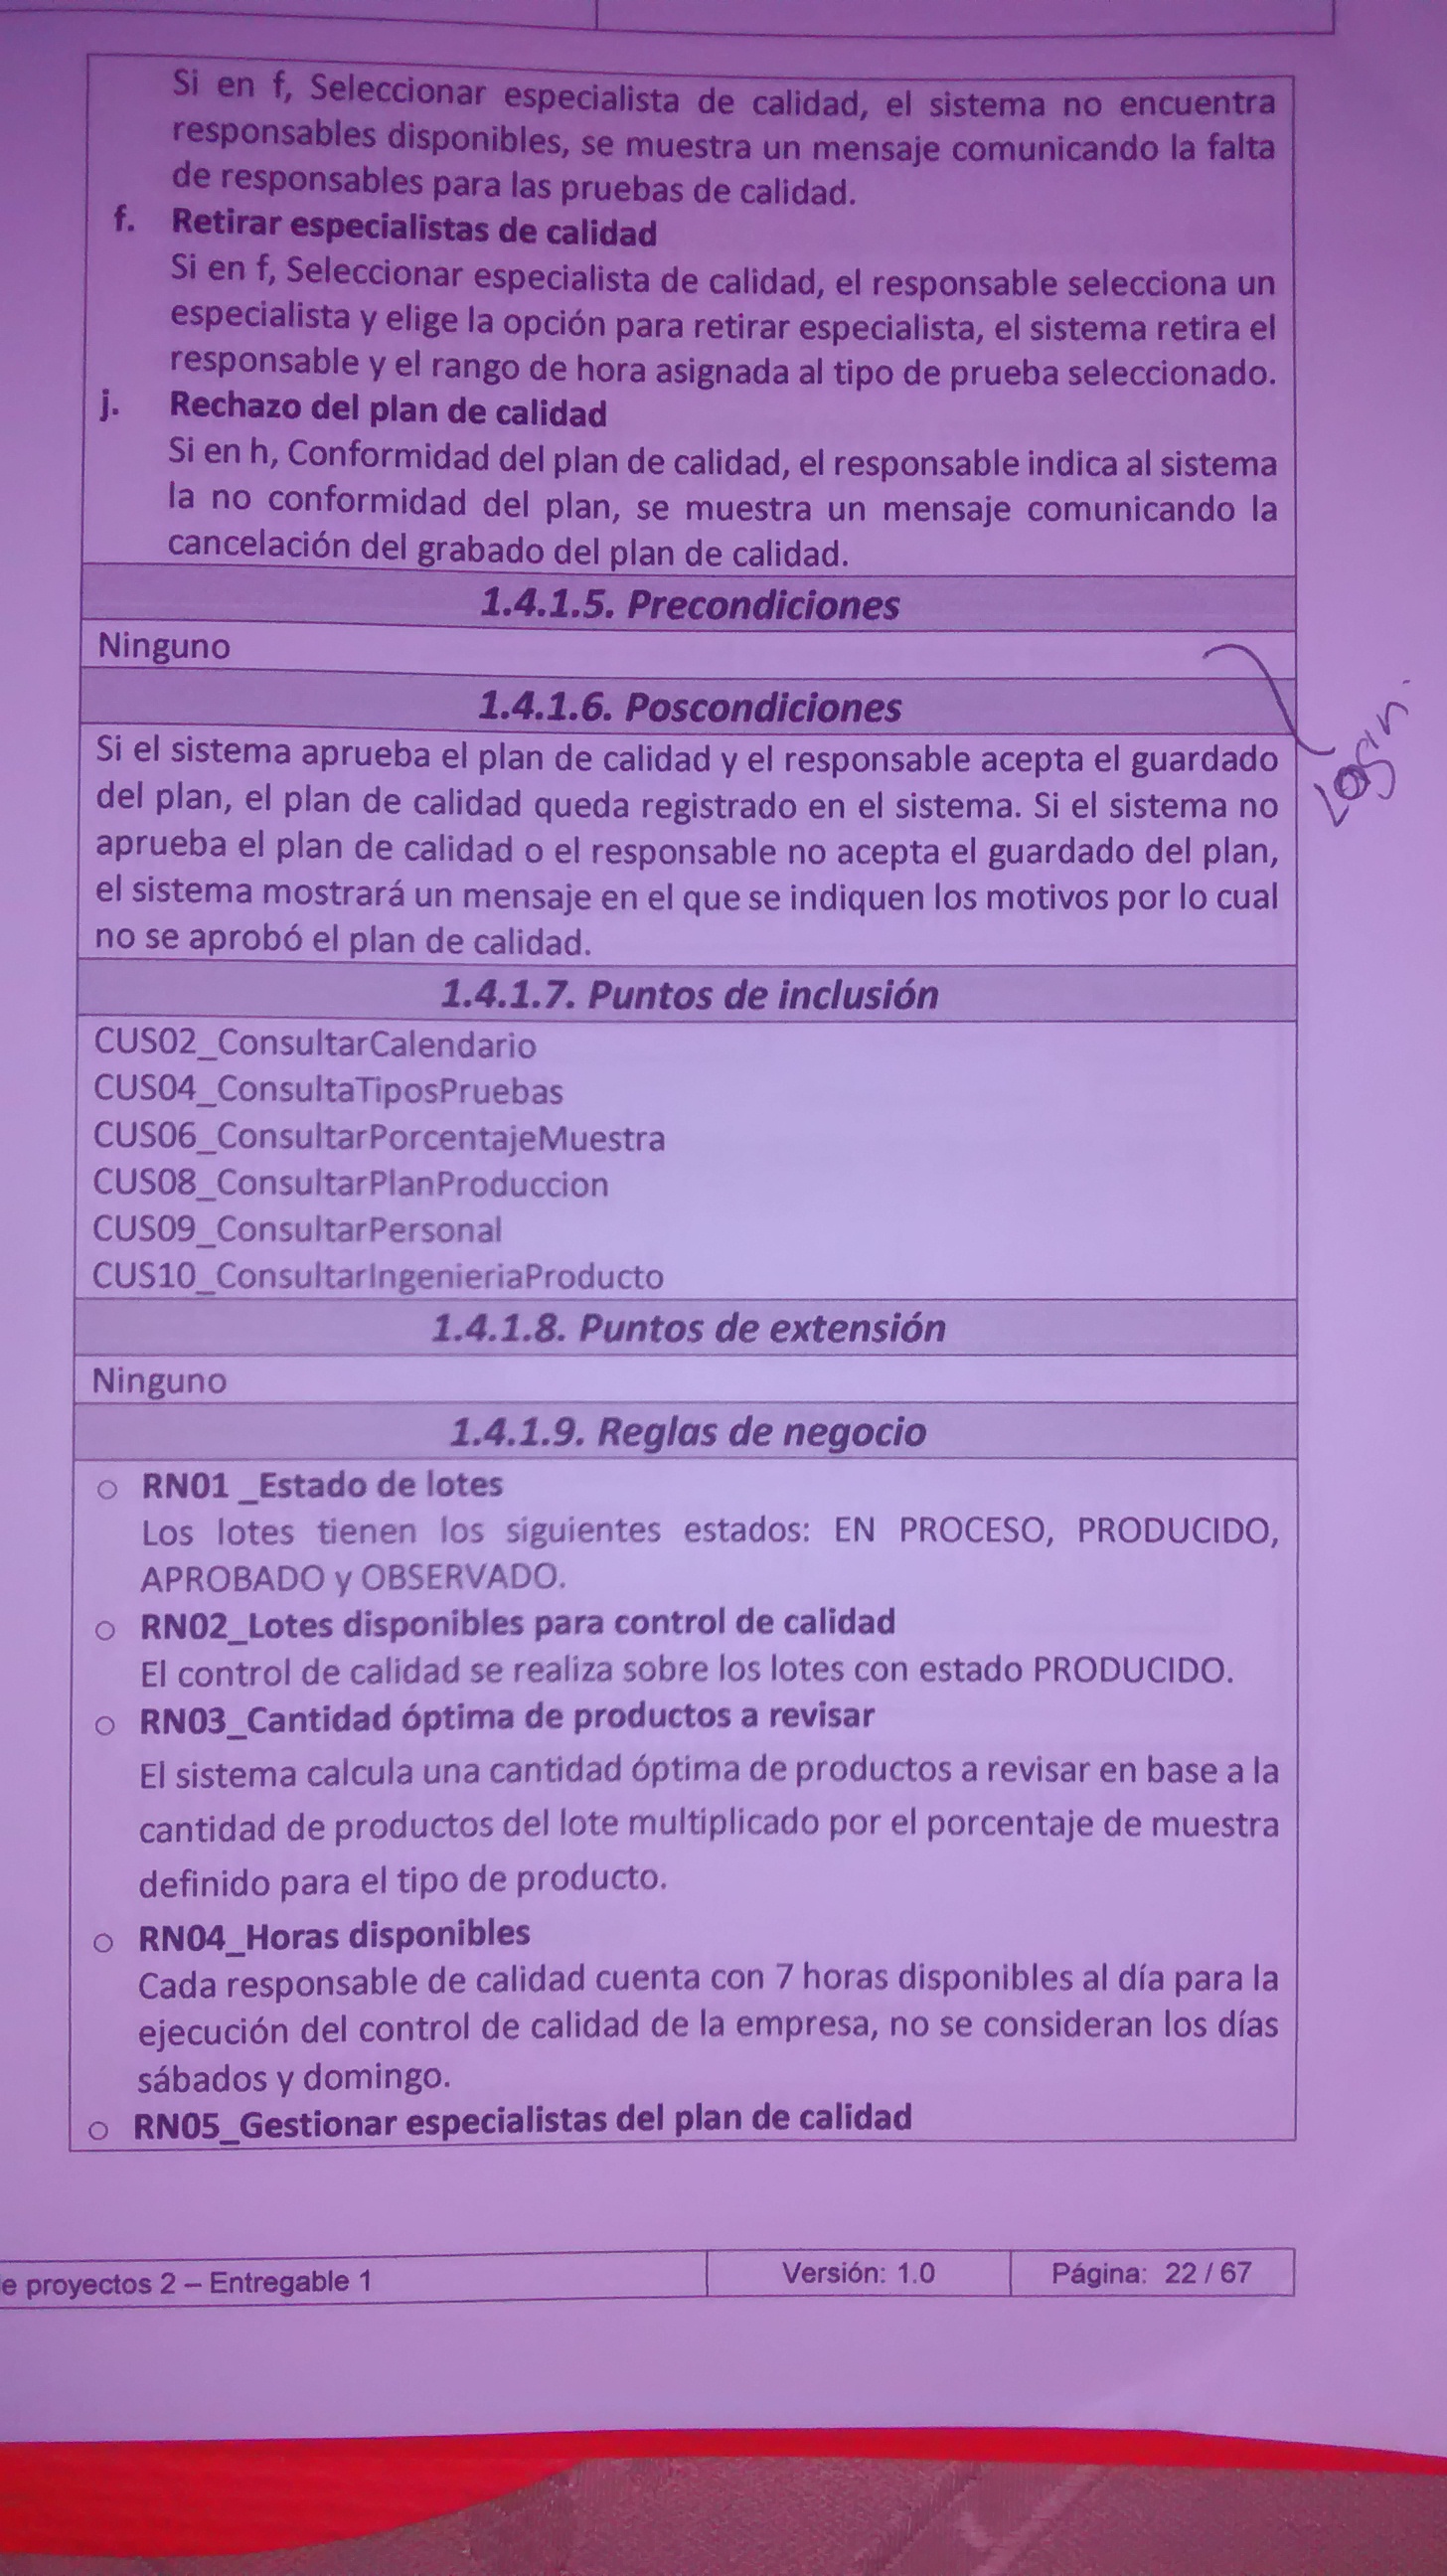 Si en f, Seleccionar especialista de calidad, el sistema no encuentra
responsables disponibles, se muestra un mensaje comunicando la falta
de responsables para las pruebas de calidad.
f. Retirar especialistas de calidad
Si en f, Seleccionar especialista de calidad, el responsable selecciona un
especialista y elige la opción para retirar especialista, el sistema retira el
responsable y el rango de hora asignada al tipo de prueba seleccionado.
j. Rechazo del plan de calidad
Si en h, Conformidad del plan de calidad, el responsable indica al sistema
la no conformidad del plan, se muestra un mensaje comunicando la
cancelación del grabado del plan de calidad.
1.4.1.5. Precondiciones
Ninguno
Login.
1.4.1.6. Poscondiciones
Si el sistema aprueba el plan de calidad y el responsable acepta el guardado
del plan, el plan de calidad queda registrado en el sistema. Si el sistema no
aprueba el plan de calidad o el responsable no acepta el guardado del plan,
el sistema mostrará un mensaje en el que se indiquen los motivos por lo cual
no se aprobó el plan de calidad.
1.4.1.7. Puntos de inclusión
CUS02_ConsultarCalendario
CUS04_ConsultaTiposPruebas
CUS06_ConsultarPorcentajeMuestra
CUS08_ConsultarPlanProduccion
CUS09_ConsultarPersonal
CUS10_ConsultarIngenieriaProducto
1.4.1.8. Puntos de extensión
Ninguno
1.4.1.9. Reglas de negocio
○ RN01 _Estado de lotes
Los lotes tienen los siguientes estados: EN PROCESO, PRODUCIDO,
APROBADO y OBSERVADO.
○ RN02_Lotes disponibles para control de calidad
El control de calidad se realiza sobre los lotes con estado PRODUCIDO.
○ RN03_Cantidad óptima de productos a revisar
El sistema calcula una cantidad óptima de productos a revisar en base a la
cantidad de productos del lote multiplicado por el porcentaje de muestra
definido para el tipo de producto.
○ RN04_Horas disponibles
Cada responsable de calidad cuenta con 7 horas disponibles al día para la
ejecución del control de calidad de la empresa, no se consideran los días
sábados y domingo.
○ RN05_Gestionar especialistas del plan de calidad
e proyectos 2 – Entregable 1 Versión: 1.0 Página: 22 / 67